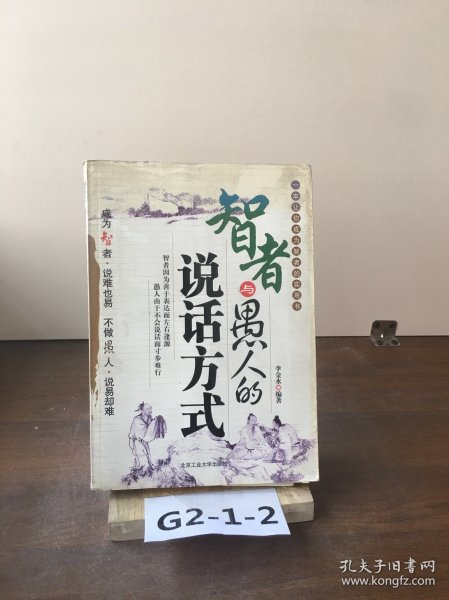 一本让你成为智者的实用书
智者
与
愚人的
说话方式
智者因为善于表达而左右逢源
愚人由于不会说话而寸步难行
成为智者·说难也易 不做愚人·说易却难
李金水 编著
北京工业大学出版社
G2-1-2
孔夫子旧书网
www.kongfz.com